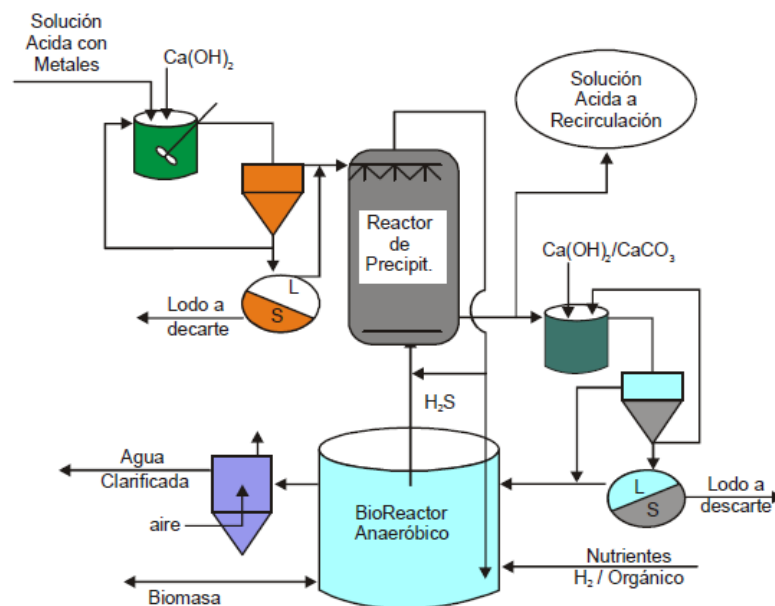 Solución
Acida con
Metales
Ca(OH)2
Solución
Acida a
Recirculación
Reactor
de
Precipit.
Ca(OH)2/CaCO3
L
S
Lodo a
decarte
H2S
Agua
Clarificada
aire
BioReactor
Anaeróbico
L
S
Lodo a
descarte
Nutrientes
H2 / Orgánico
Biomasa